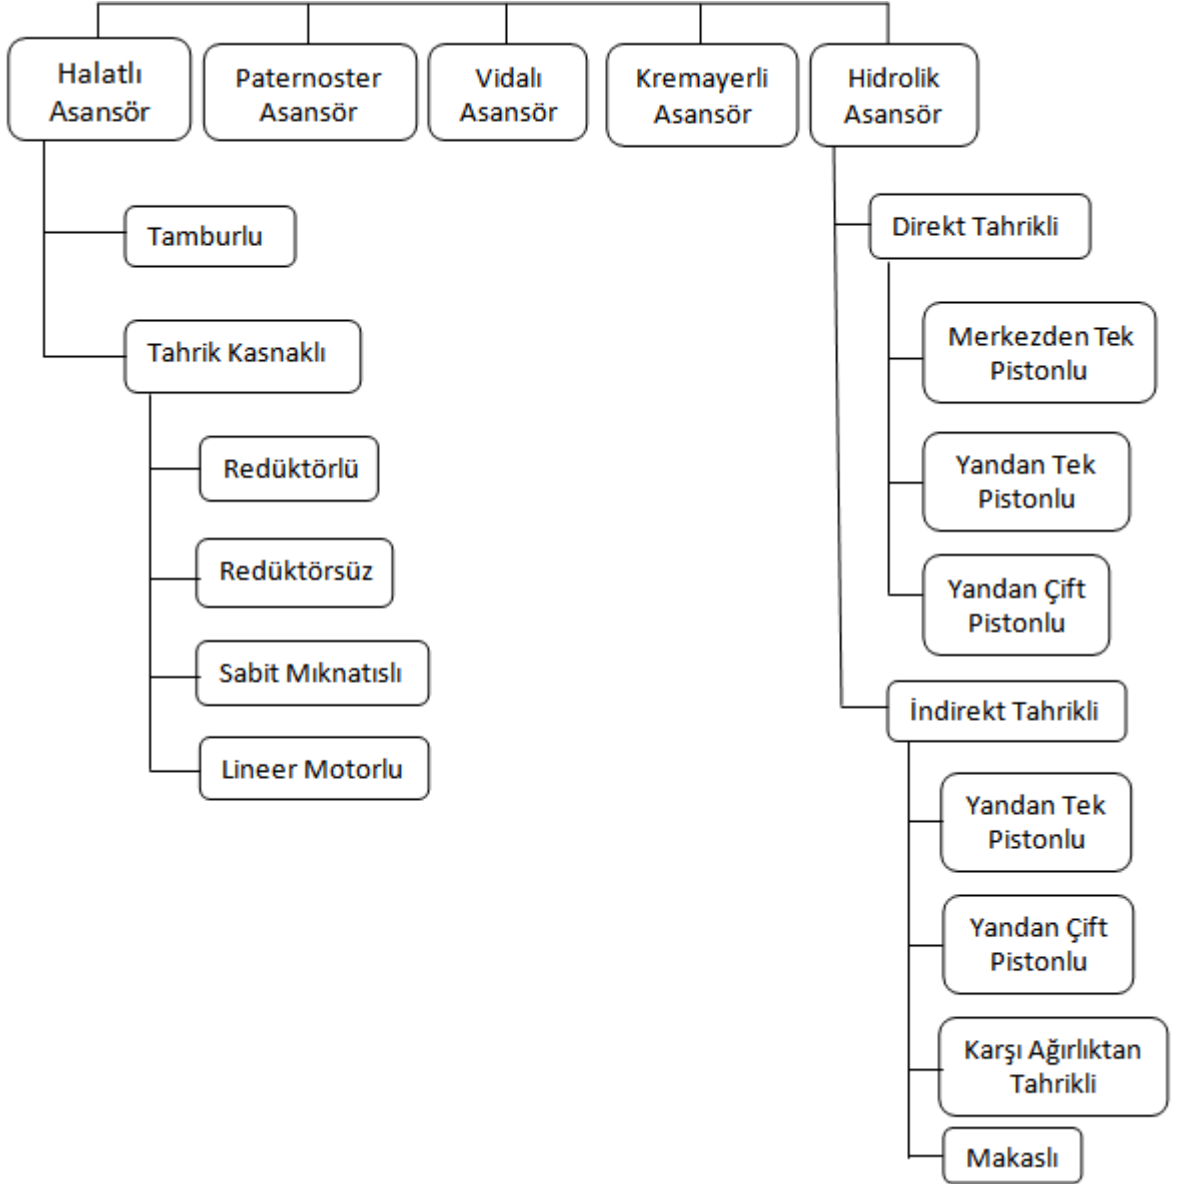 Halatlı
Asansör
Paternoster
Asansör
Vidalı
Asansör
Kremayerli
Asansör
Hidrolik
Asansör
Tamburlu
Tahrik Kasnaklı
Redüktörlü
Redüktörsüz
Sabit Mıknatıslı
Lineer Motorlu
Direkt Tahrikli
Merkezden Tek
Pistonlu
Yandan Tek
Pistonlu
Yandan Çift
Pistonlu
İndirekt Tahrikli
Yandan Tek
Pistonlu
Yandan Çift
Pistonlu
Karşı Ağırlıktan
Tahrikli
Makaslı